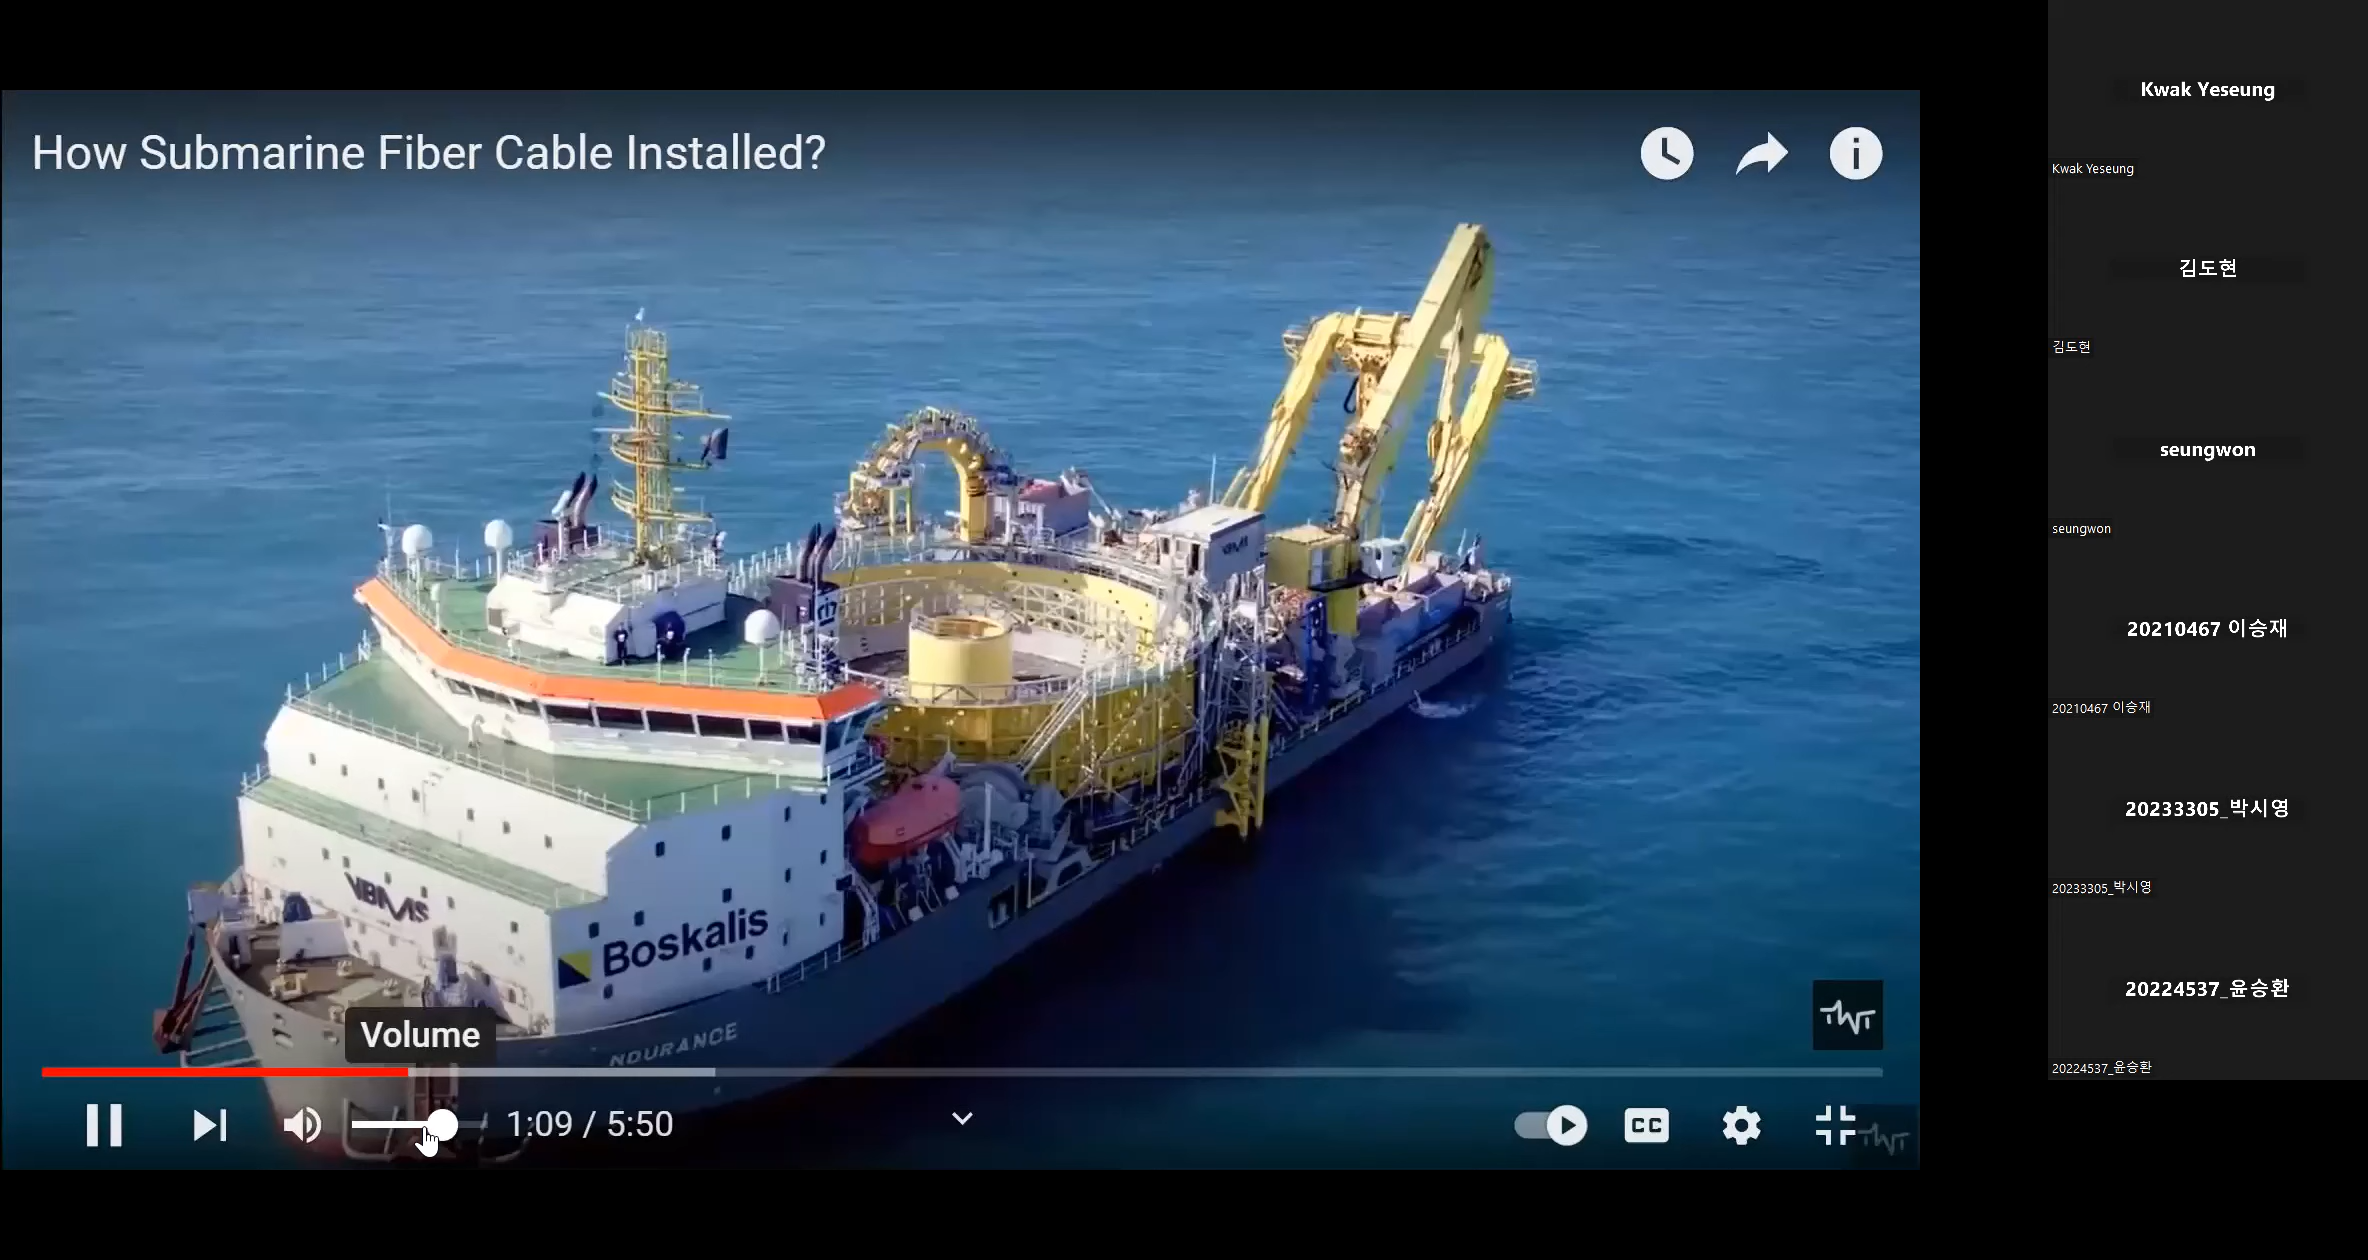 How Submarine Fiber Cable Installed?
VBMS
VBMS
Boskalis
NDURANCE
Volume
1:09 / 5:50
CC
TWT
TWT
Kwak Yeseung
Kwak Yeseung
김도현
김도현
seungwon
seungwon
20210467 이승재
20210467 이승재
20233305_박시영
20233305_박시영
20224537_윤승환
20224537_윤승환